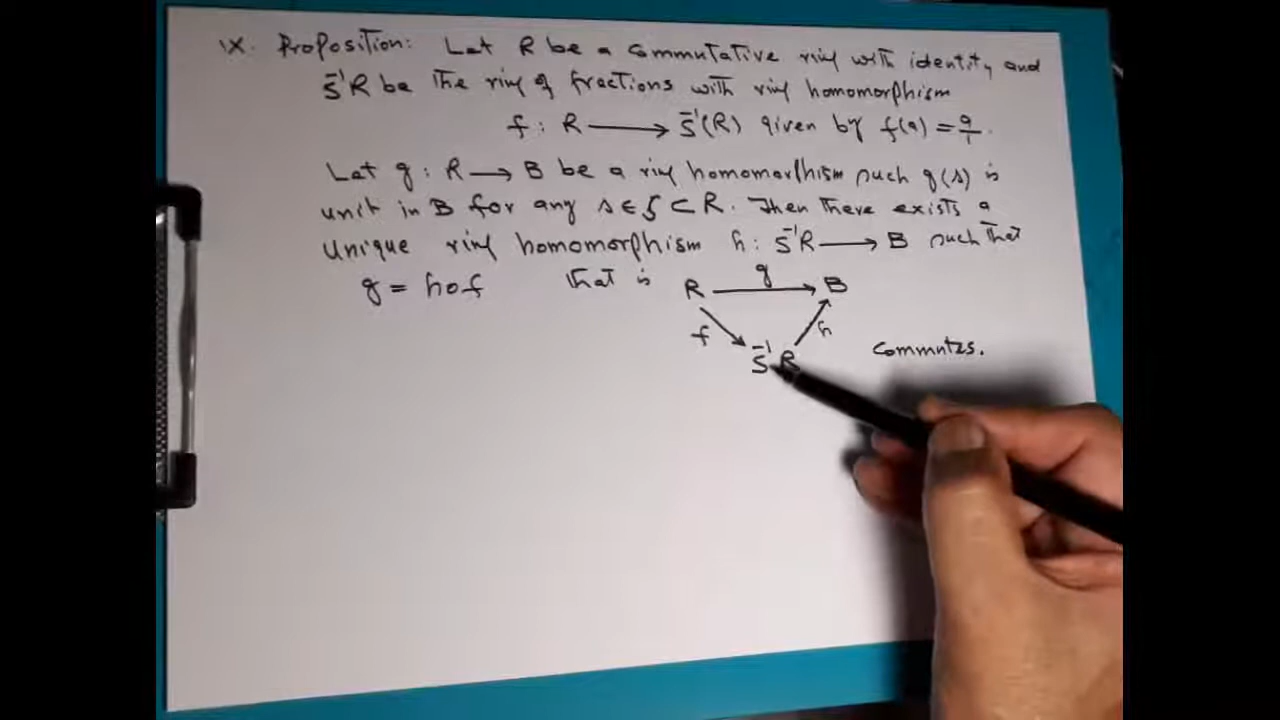 IX. Proposition: Let R be a commutative ring with identity and
S⁻¹R be the ring of fractions with ring homomorphism
f : R ⟶ S⁻¹(R) given by f(a) = a/1.
Let g : R ⟶ B be a ring homomorphism such g(s) is
unit in B for any s ∈ S ⊂ R. Then there exists a
unique ring homomorphism h : S⁻¹R ⟶ B such that
g = hof that is R ⟶ B
g
f h
S⁻¹R commutes.